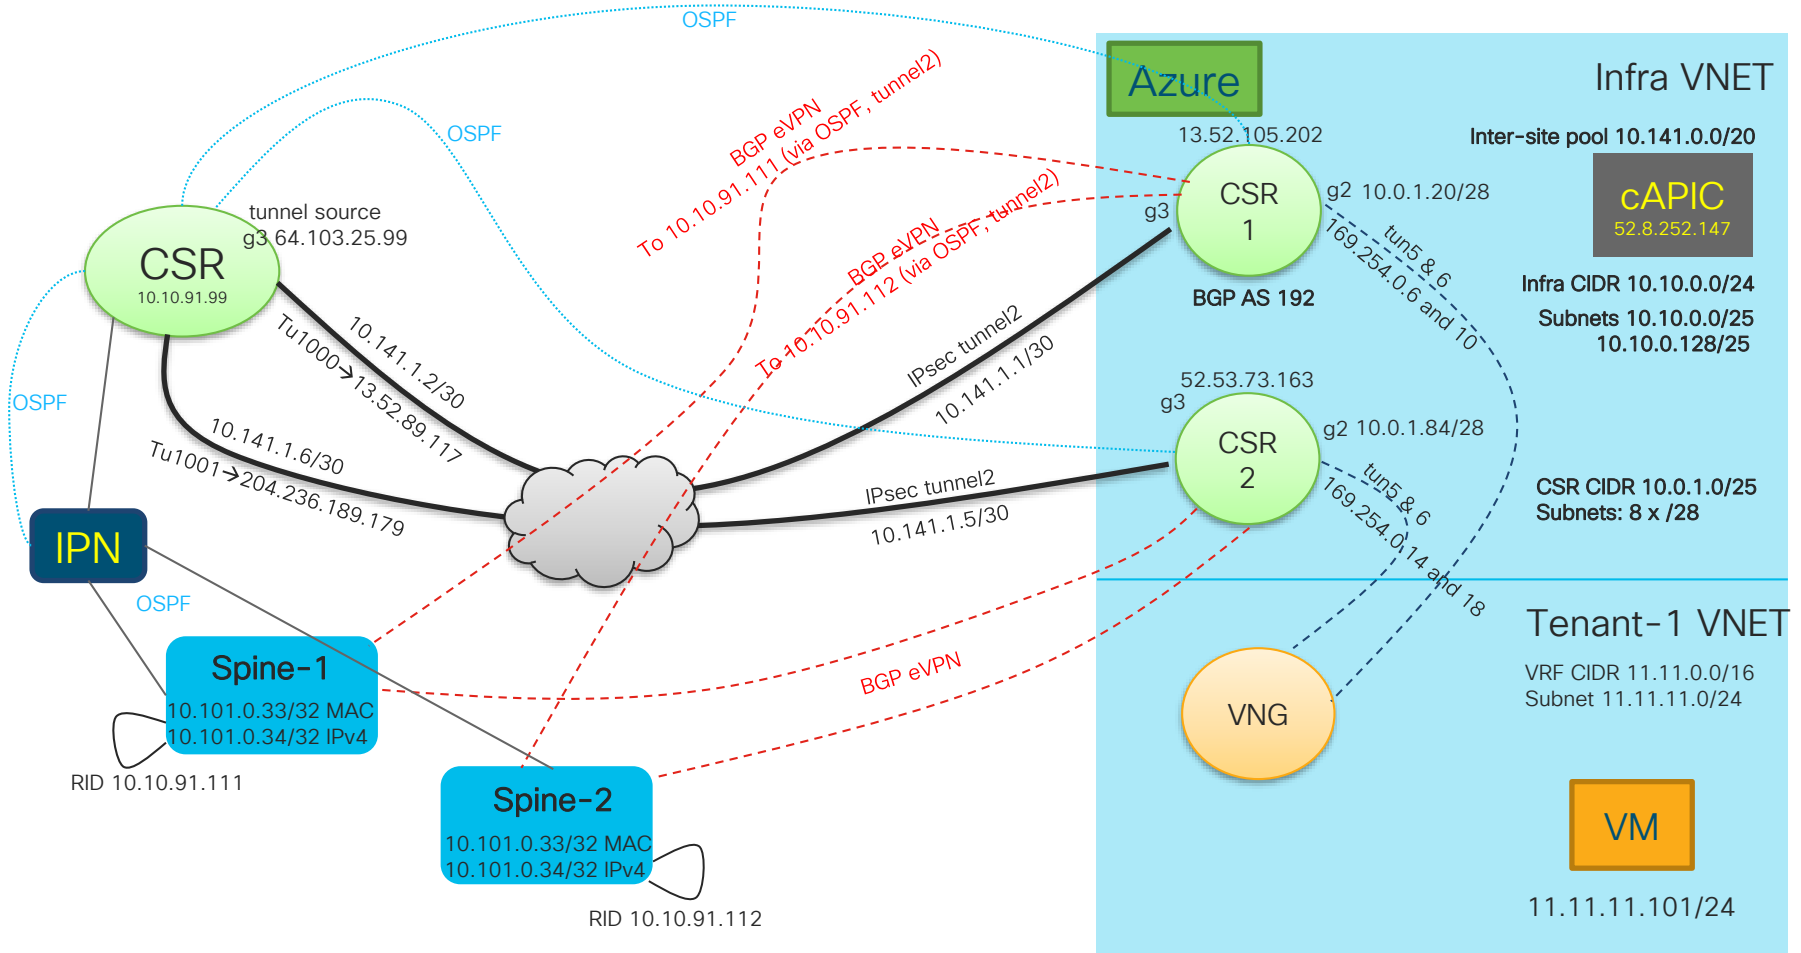 OSPF
OSPF
OSPF
OSPF
tunnel source
g3 64.103.25.99
CSR
10.10.91.99
10.141.1.2/30
Tu1000→13.52.89.117
10.141.1.6/30
Tu1001→204.236.189.179
IPN
Spine-1
10.101.0.33/32 MAC
10.101.0.34/32 IPv4
RID 10.10.91.111
Spine-2
10.101.0.33/32 MAC
10.101.0.34/32 IPv4
RID 10.10.91.112
BGP eVPN
To 10.10.91.111 (via OSPF, tunnel2)
BGP eVPN
To 10.10.91.112 (via OSPF, tunnel2)
BGP eVPN
IPsec tunnel2
10.141.1.1/30
IPsec tunnel2
10.141.1.5/30
Azure
Infra VNET
13.52.105.202
CSR
1
g3
g2 10.0.1.20/28
BGP AS 192
tun5 & 6
169.254.0.6 and 10
Inter-site pool 10.141.0.0/20
cAPIC
52.8.252.147
Infra CIDR 10.10.0.0/24
Subnets 10.10.0.0/25
10.10.0.128/25
52.53.73.163
g3
CSR
2
g2 10.0.1.84/28
tun5 & 6
169.254.0.14 and 18
CSR CIDR 10.0.1.0/25
Subnets: 8 x /28
Tenant-1 VNET
VRF CIDR 11.11.0.0/16
Subnet 11.11.11.0/24
VNG
VM
11.11.11.101/24